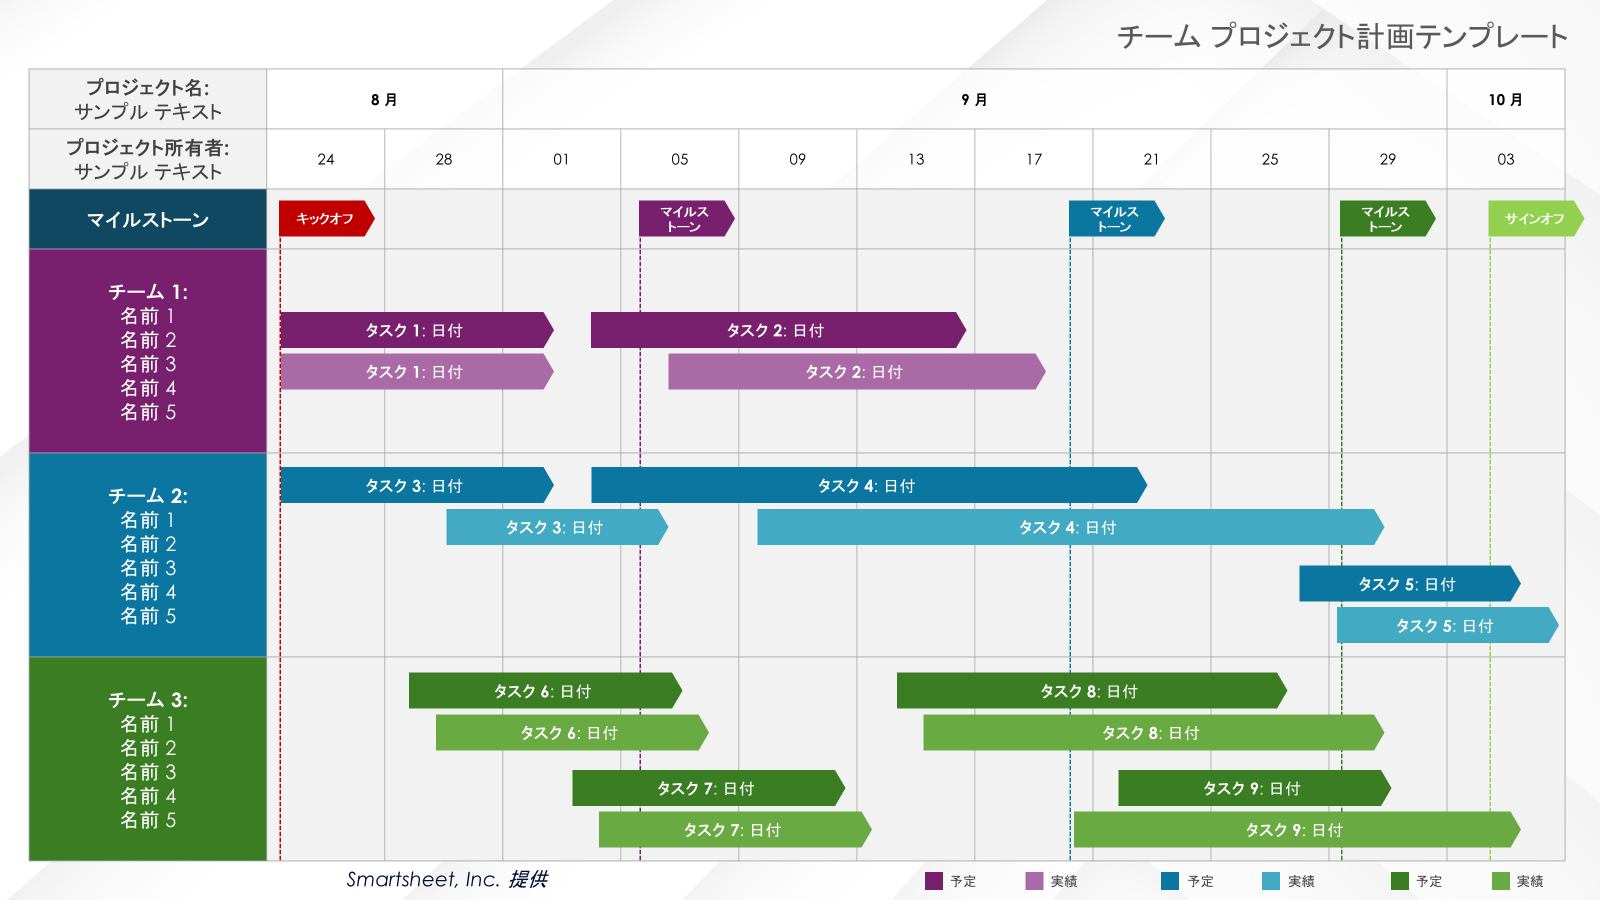 チーム プロジェクト計画テンプレート
プロジェクト名:
サンプル テキスト
8 月
9 月
10 月
プロジェクト所有者:
サンプル テキスト
24
28
01
05
09
13
17
21
25
29
03
マイルストーン
キックオフ
マイルス
トーン
マイルス
トーン
マイルス
トーン
サインオフ
チーム 1:
名前 1
名前 2
名前 3
名前 4
名前 5
タスク 1: 日付
タスク 2: 日付
タスク 1: 日付
タスク 2: 日付
チーム 2:
名前 1
名前 2
名前 3
名前 4
名前 5
タスク 3: 日付
タスク 4: 日付
タスク 3: 日付
タスク 4: 日付
タスク 5: 日付
タスク 5: 日付
チーム 3:
名前 1
名前 2
名前 3
名前 4
名前 5
タスク 6: 日付
タスク 8: 日付
タスク 6: 日付
タスク 8: 日付
タスク 7: 日付
タスク 9: 日付
タスク 7: 日付
タスク 9: 日付
Smartsheet, Inc. 提供
予定
実績
予定
実績
予定
実績